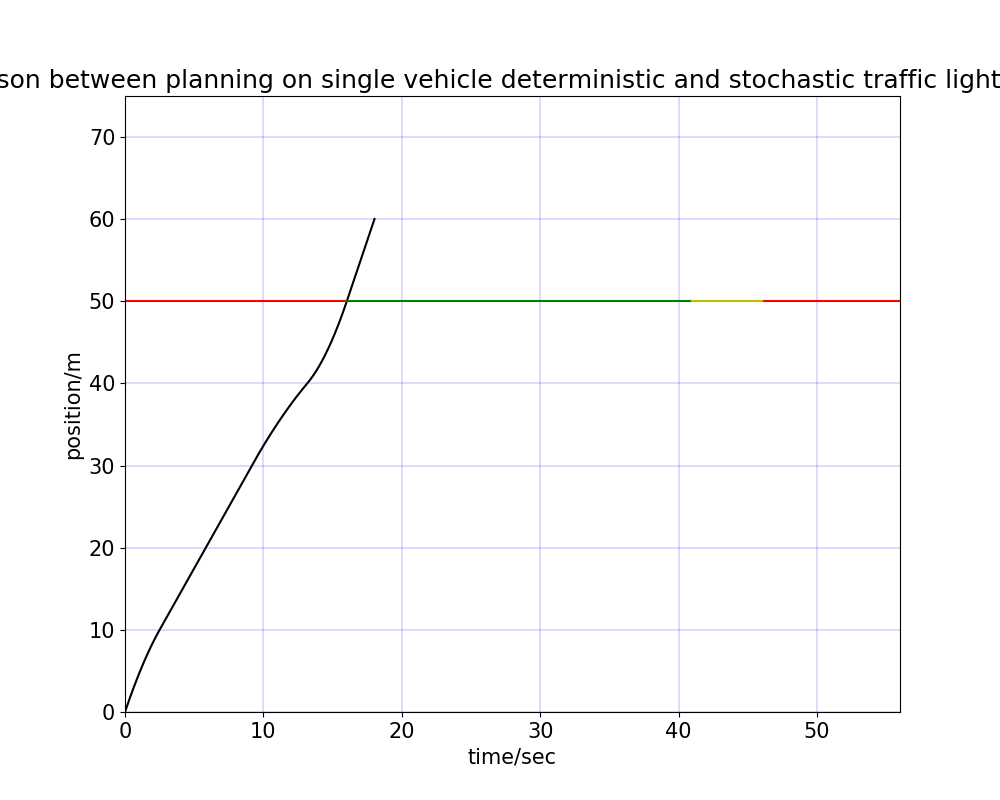 son between planning on single vehicle deterministic and stochastic traffic light
70
60
50
40
30
20
10
0
position/m
0 10 20 30 40 50
time/sec